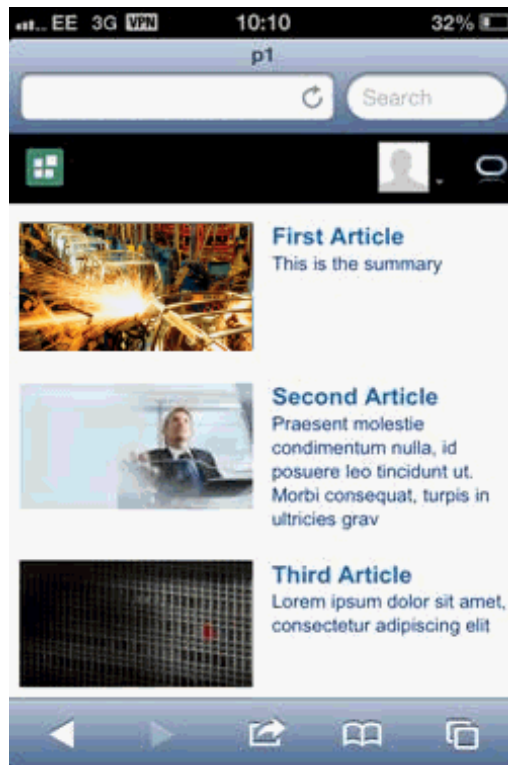 EE 3G VPN 10:10 32%
p1
Search
First Article
This is the summary
Second Article
Praesent molestie
condimentum nulla, id
posuere leo tincidunt ut.
Morbi consequat, turpis in
ultricies grav
Third Article
Lorem ipsum dolor sit amet,
consectetur adipiscing elit